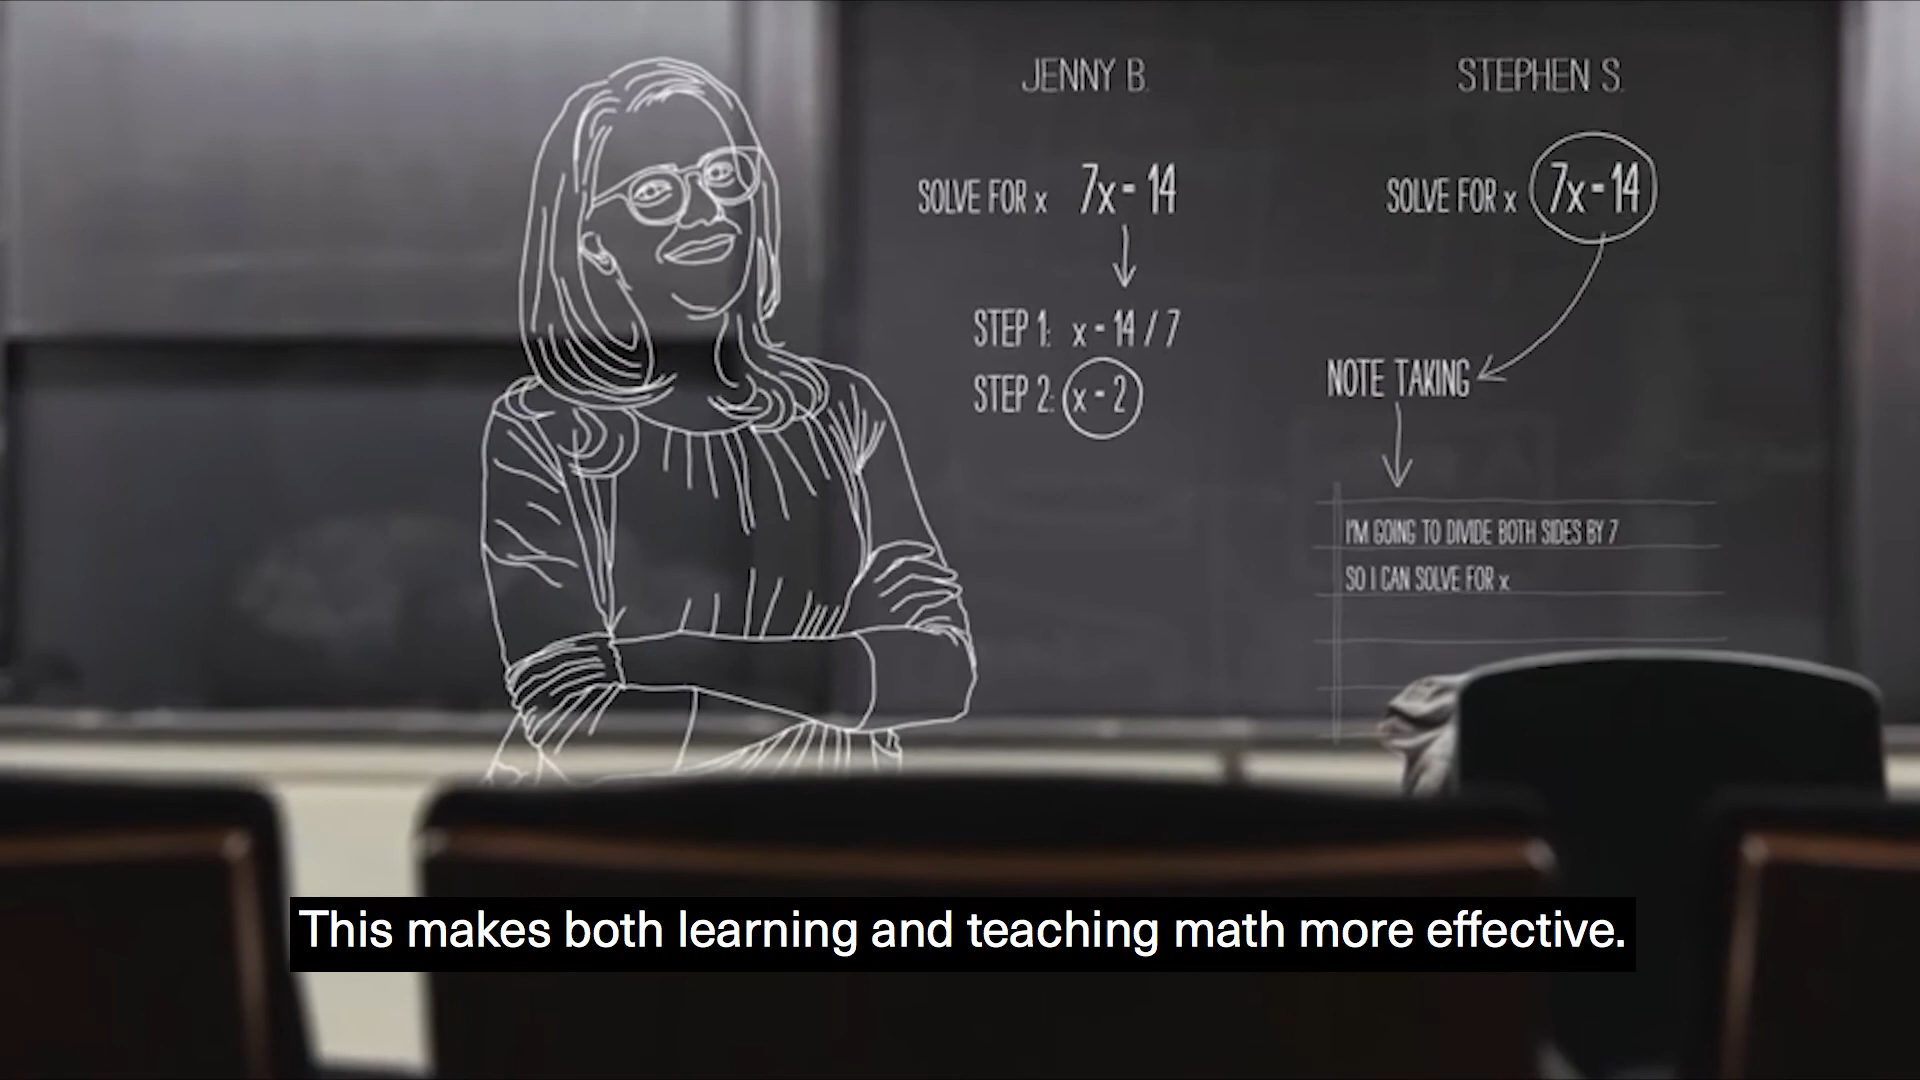 JENNY B.
SOLVE FOR x 7x - 14
STEP 1: x - 14 / 7
STEP 2: x - 2
STEPHEN S.
SOLVE FOR x 7x - 14
NOTE TAKING
I'M GOING TO DIVIDE BOTH SIDES BY 7
SO I CAN SOLVE FOR x
This makes both learning and teaching math more effective.